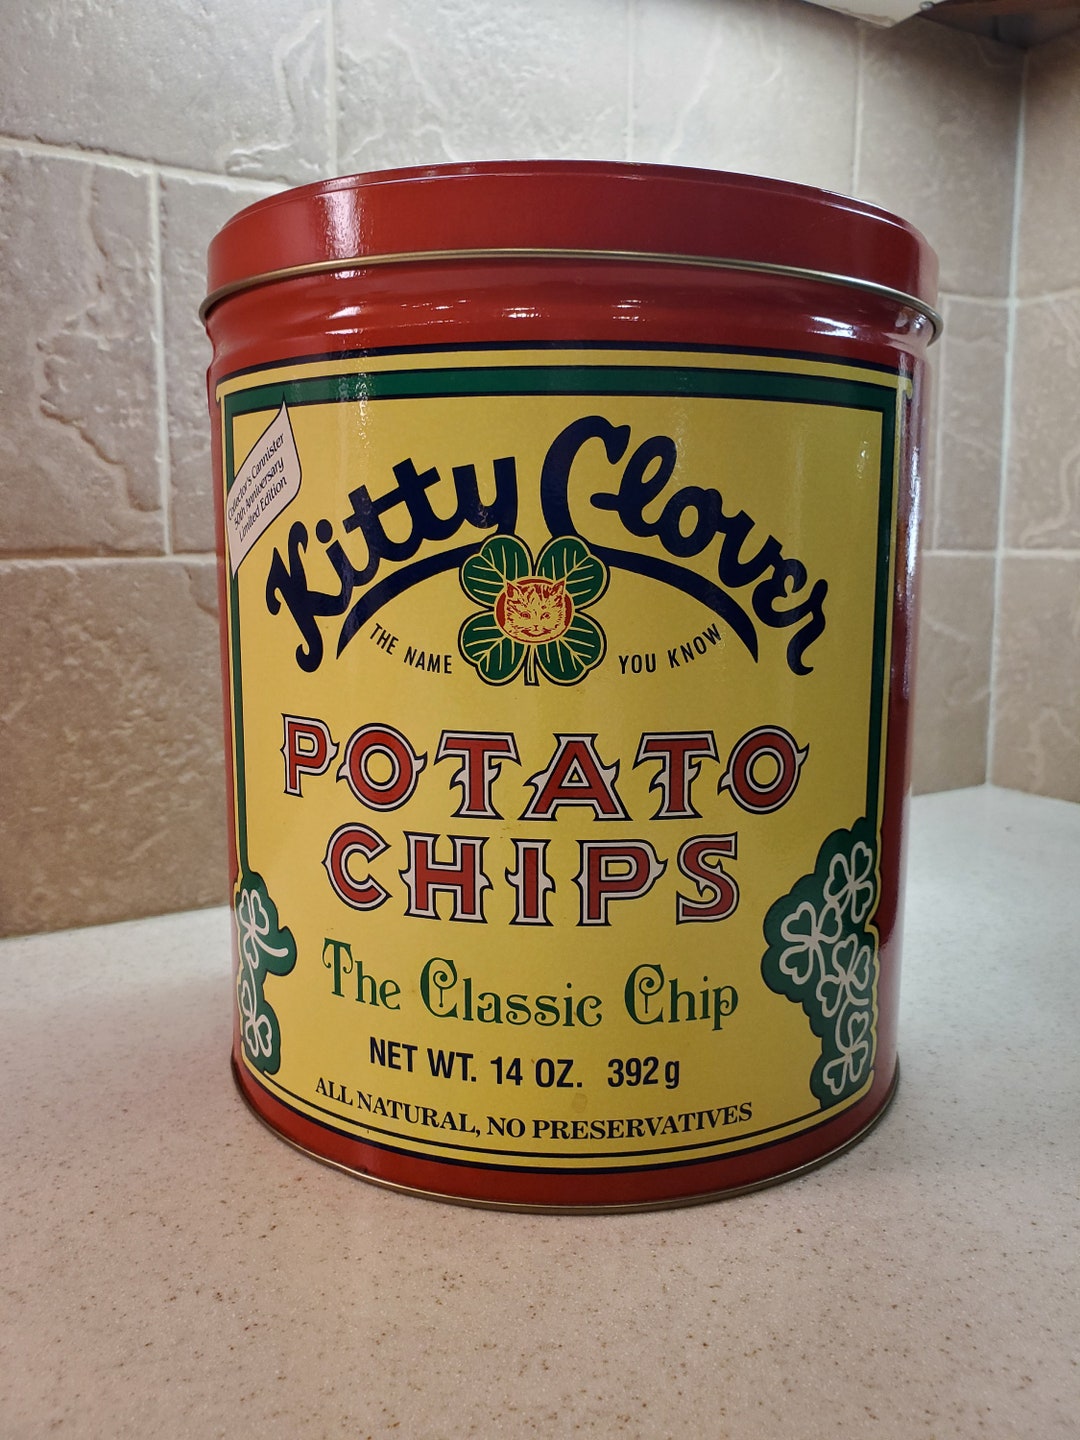 Collector's Cannister
50th Anniversary
Limited Edition
Kitty Clover
THE NAME YOU KNOW
POTATO
CHIPS
The Classic Chip
NET WT. 14 OZ. 392g
ALL NATURAL, NO PRESERVATIVES